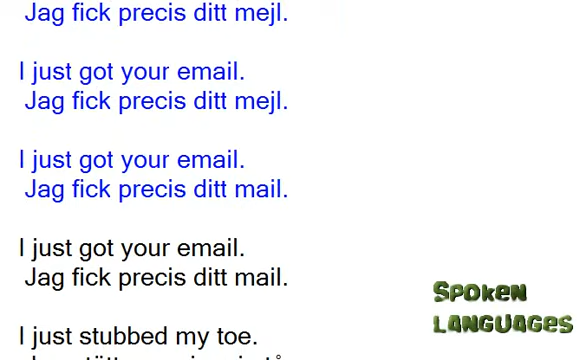 Jag fick precis ditt mejl.
I just got your email.
Jag fick precis ditt mejl.
I just got your email.
Jag fick precis ditt mail.
I just got your email.
Jag fick precis ditt mail.
I just stubbed my toe.
SPOKEN
LANGUAGES